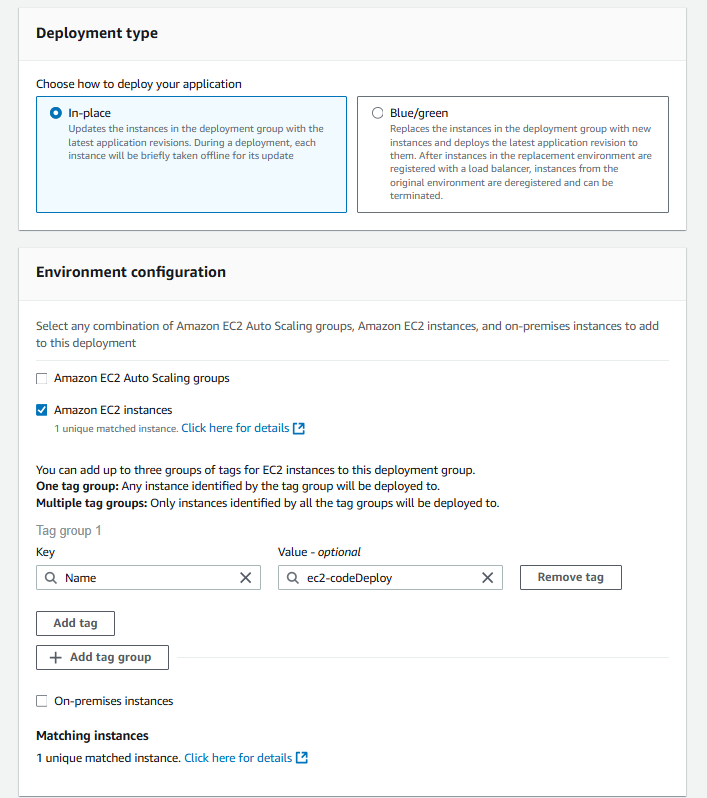 Deployment type
Choose how to deploy your application
In-place
Updates the instances in the deployment group with the
latest application revisions. During a deployment, each
instance will be briefly taken offline for its update
Blue/green
Replaces the instances in the deployment group with new
instances and deploys the latest application revision to
them. After instances in the replacement environment are
registered with a load balancer, instances from the
original environment are deregistered and can be
terminated.
Environment configuration
Select any combination of Amazon EC2 Auto Scaling groups, Amazon EC2 instances, and on-premises instances to add
to this deployment
Amazon EC2 Auto Scaling groups
Amazon EC2 instances
1 unique matched instance. Click here for details
You can add up to three groups of tags for EC2 instances to this deployment group.
One tag group: Any instance identified by the tag group will be deployed to.
Multiple tag groups: Only instances identified by all the tag groups will be deployed to.
Tag group 1
Key
Value - optional
Name
ec2-codeDeploy
Remove tag
Add tag
Add tag group
On-premises instances
Matching instances
1 unique matched instance. Click here for details